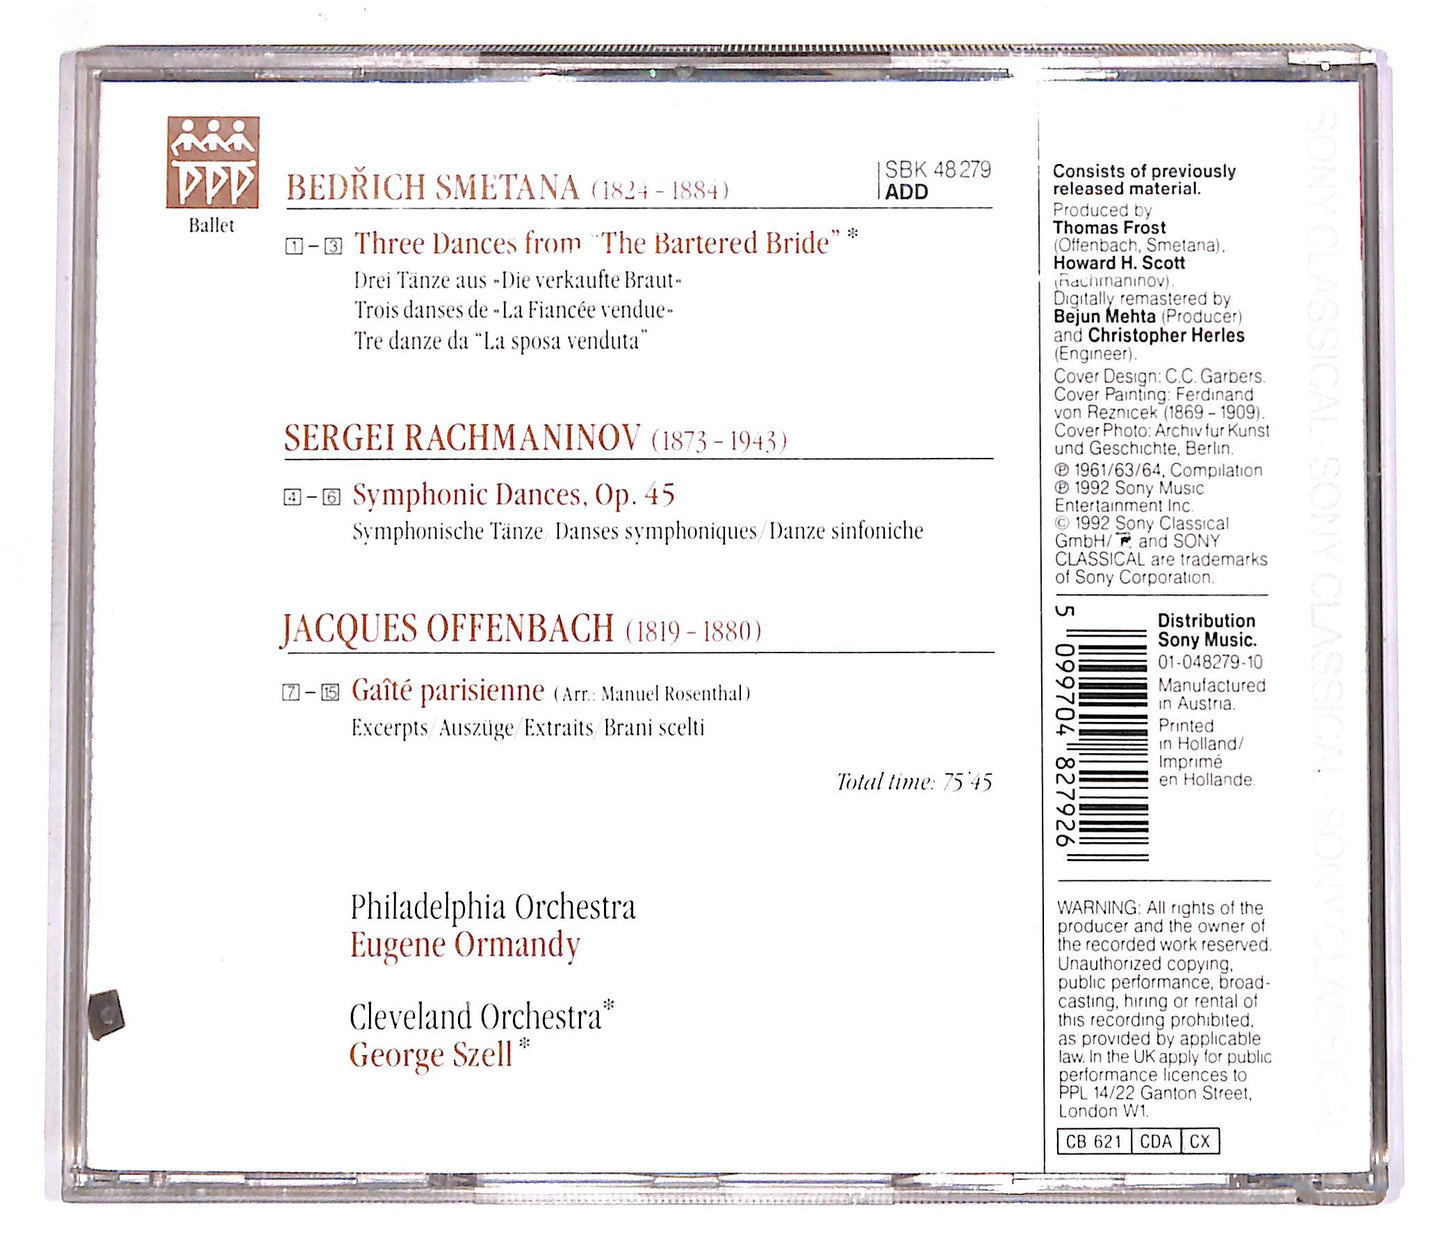 Ballet
BEDŘICH SMETANA (1824 – 1884)
SBK 48279
ADD
1 – 3 Three Dances from "The Bartered Bride" *
Drei Tänze aus »Die verkaufte Braut«
Trois danses de «La Fiancée vendue»
Tre danze da “La sposa venduta”
SERGEI RACHMANINOV (1873 – 1943)
4 – 6 Symphonic Dances, Op. 45
Symphonische Tänze/Danses symphoniques/Danze sinfoniche
JACQUES OFFENBACH (1819 – 1880)
7 – 15 Gaîté parisienne (Arr.: Manuel Rosenthal)
Excerpts/Auszüge/Extraits/Brani scelti
Total time: 75'45
Philadelphia Orchestra
Eugene Ormandy
Cleveland Orchestra*
George Szell*
Consists of previously
released material.
Produced by
Thomas Frost
(Offenbach, Smetana),
Howard H. Scott
(Rachmaninov).
Digitally remastered by
Bejun Mehta (Producer)
and Christopher Herles
(Engineer).
Cover Design: C.C. Garbers.
Cover Painting: Ferdinand
von Reznicek (1869 – 1909).
Cover Photo: Archiv fur Kunst
und Geschichte, Berlin.
℗ 1961/63/64, Compilation
℗ 1992 Sony Music
Entertainment Inc.
© 1992 Sony Classical
GmbH/ and SONY
CLASSICAL are trademarks
of Sony Corporation.
5 099704 827926
Distribution
Sony Music.
01-048279-10
Manufactured
in Austria.
Printed
in Holland/
Imprimé
en Hollande.
WARNING: All rights of the
producer and the owner of
the recorded work reserved.
Unauthorized copying,
public performance, broad-
casting, hiring or rental of
this recording prohibited,
as provided by applicable
law. In the UK apply for public
performance licences to
PPL 14/22 Ganton Street,
London W1.
CB 621 CDA CX
SONY CLASSICAL · SONY CLASSICAL · SONY CLASSICAL